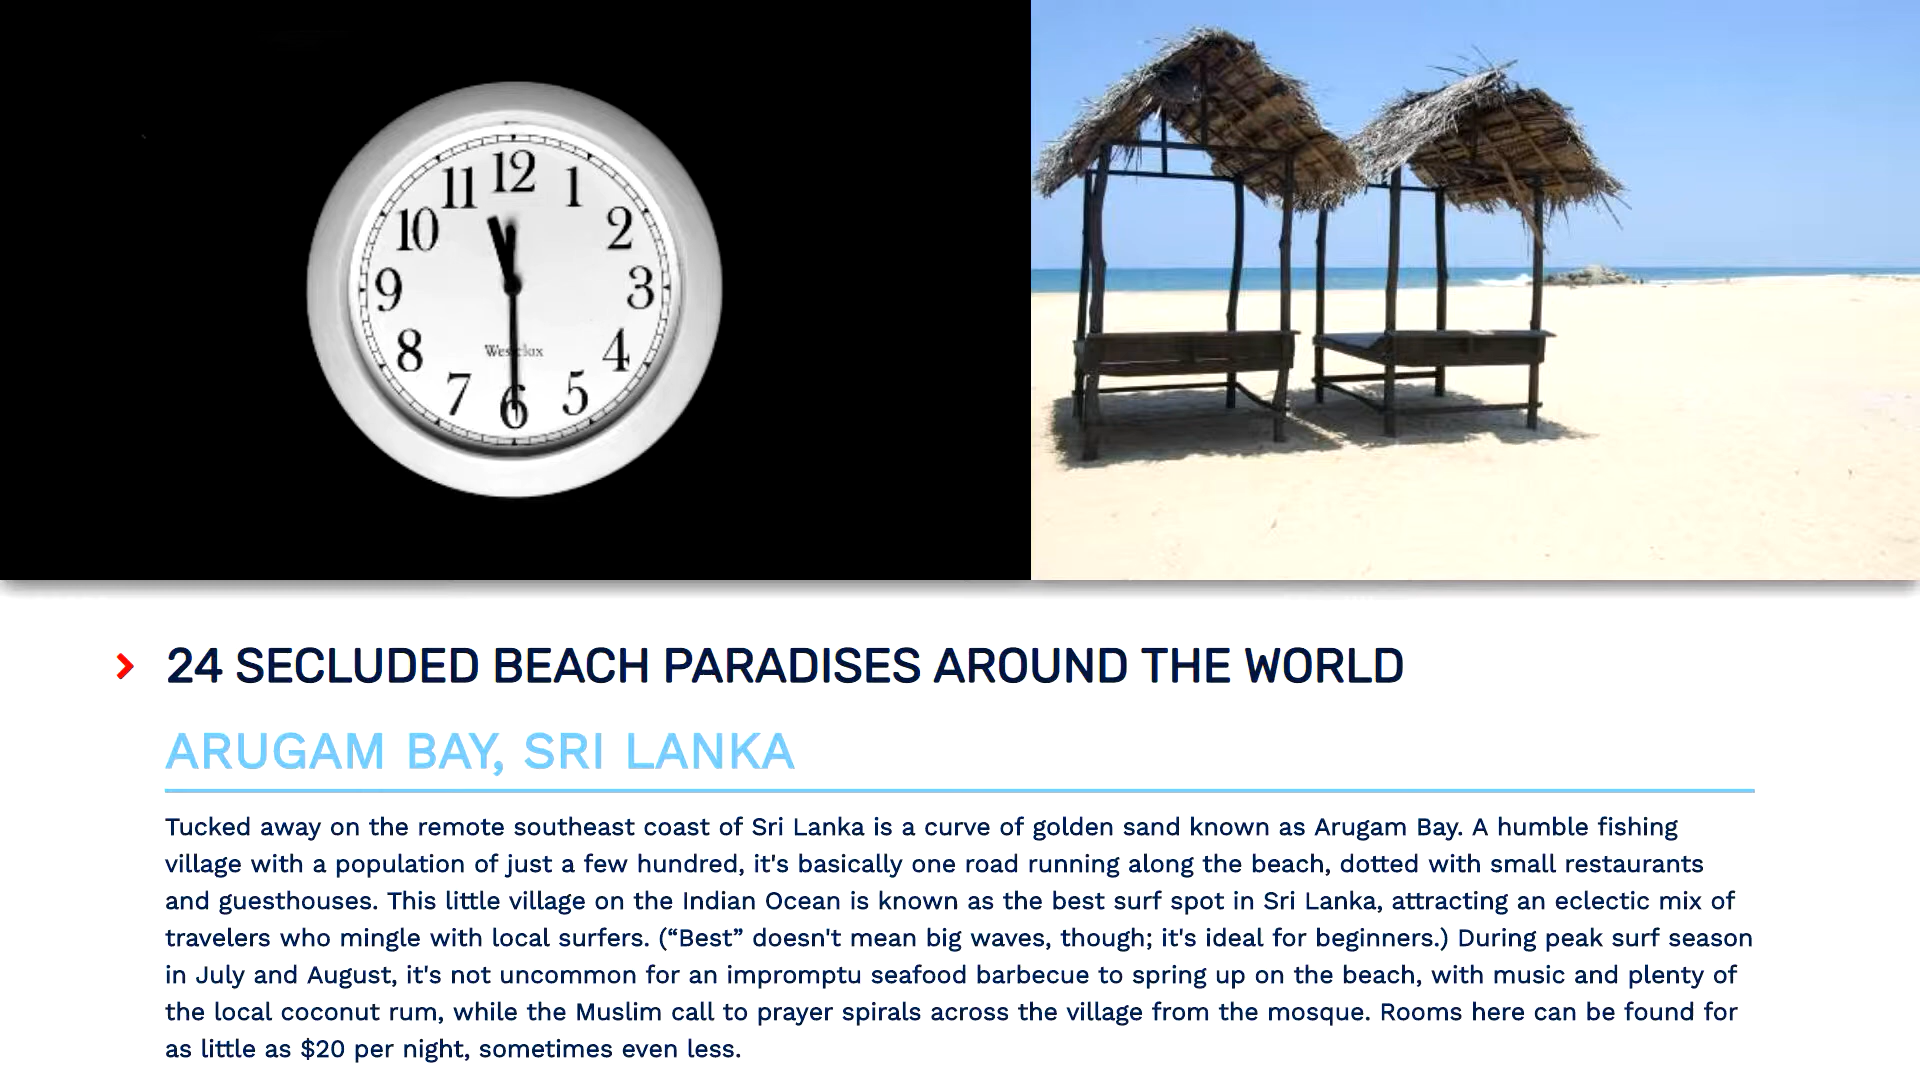 12
11
1
10
2
9
3
8
4
7
5
6
Westclox
24 SECLUDED BEACH PARADISES AROUND THE WORLD
ARUGAM BAY, SRI LANKA
Tucked away on the remote southeast coast of Sri Lanka is a curve of golden sand known as Arugam Bay. A humble fishing
village with a population of just a few hundred, it's basically one road running along the beach, dotted with small restaurants
and guesthouses. This little village on the Indian Ocean is known as the best surf spot in Sri Lanka, attracting an eclectic mix of
travelers who mingle with local surfers. (“Best” doesn't mean big waves, though; it's ideal for beginners.) During peak surf season
in July and August, it's not uncommon for an impromptu seafood barbecue to spring up on the beach, with music and plenty of
the local coconut rum, while the Muslim call to prayer spirals across the village from the mosque. Rooms here can be found for
as little as $20 per night, sometimes even less.